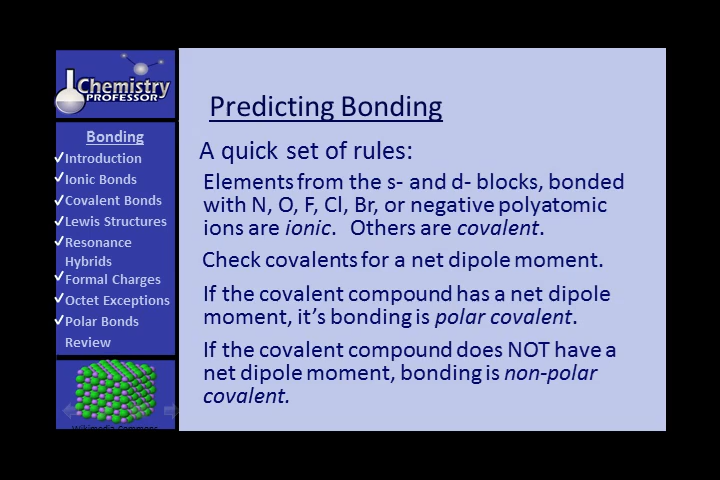 Chemistry
PROFESSOR
Bonding
✓Introduction
✓Ionic Bonds
✓Covalent Bonds
✓Lewis Structures
✓Resonance
Hybrids
✓Formal Charges
✓Octet Exceptions
✓Polar Bonds
Review
Wikimedia Commons
Predicting Bonding
A quick set of rules:
Elements from the s- and d- blocks, bonded
with N, O, F, Cl, Br, or negative polyatomic
ions are ionic. Others are covalent.
Check covalents for a net dipole moment.
If the covalent compound has a net dipole
moment, it’s bonding is polar covalent.
If the covalent compound does NOT have a
net dipole moment, bonding is non-polar
covalent.